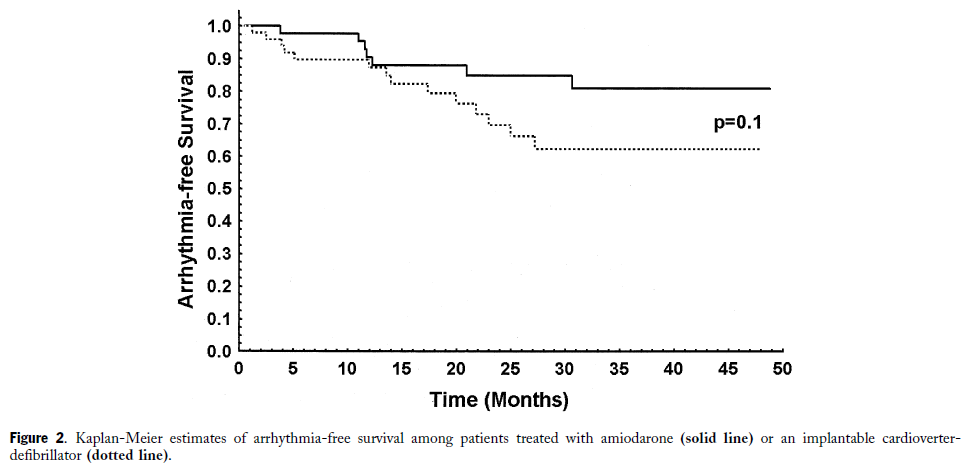 1.0
0.9
0.8
0.7
0.6
0.5
0.4
0.3
0.2
0.1
0.0
Arrhythmia-free Survival
p=0.1
0 5 10 15 20 25 30 35 40 45 50
Time (Months)
Figure 2. Kaplan-Meier estimates of arrhythmia-free survival among patients treated with amiodarone (solid line) or an implantable cardioverter-
defibrillator (dotted line).